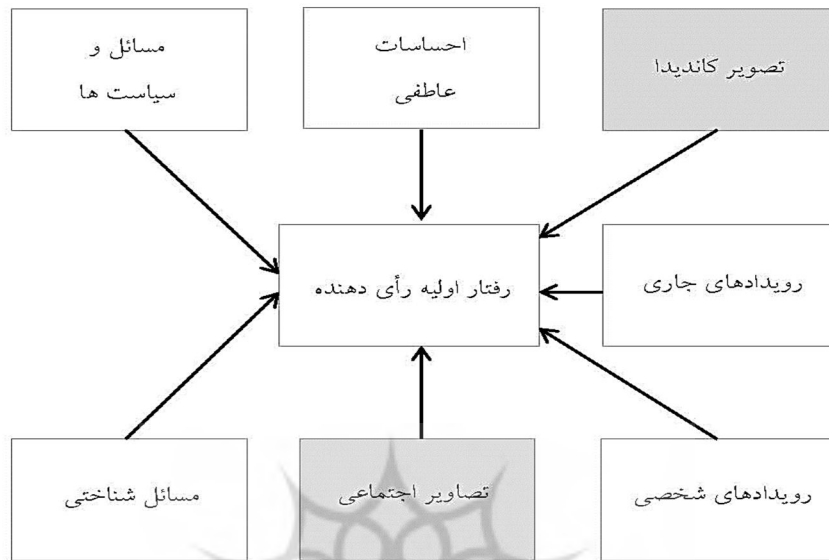 تصویر کاندیدا
احساسات
عاطفی
مسائل و
سیاست ها
رویدادهای جاری
رفتار اولیه رأی دهنده
رویدادهای شخصی
تصاویر اجتماعی
مسائل شناختی